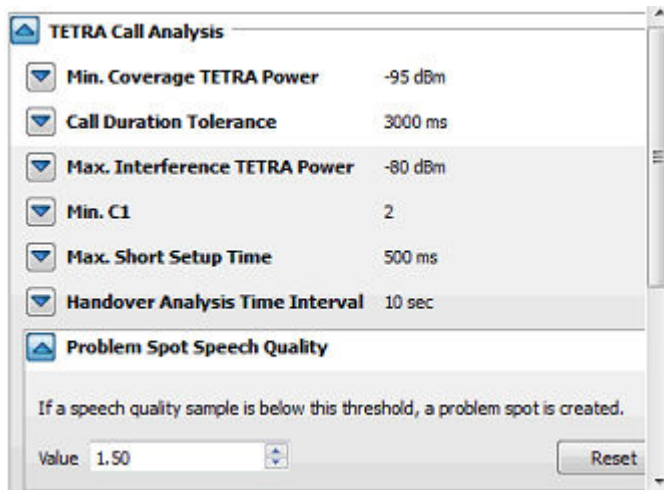 TETRA Call Analysis
Min. Coverage TETRA Power -95 dBm
Call Duration Tolerance 3000 ms
Max. Interference TETRA Power -80 dBm
Min. C1 2
Max. Short Setup Time 500 ms
Handover Analysis Time Interval 10 sec
Problem Spot Speech Quality
If a speech quality sample is below this threshold, a problem spot is created.
Value 1.50 Reset